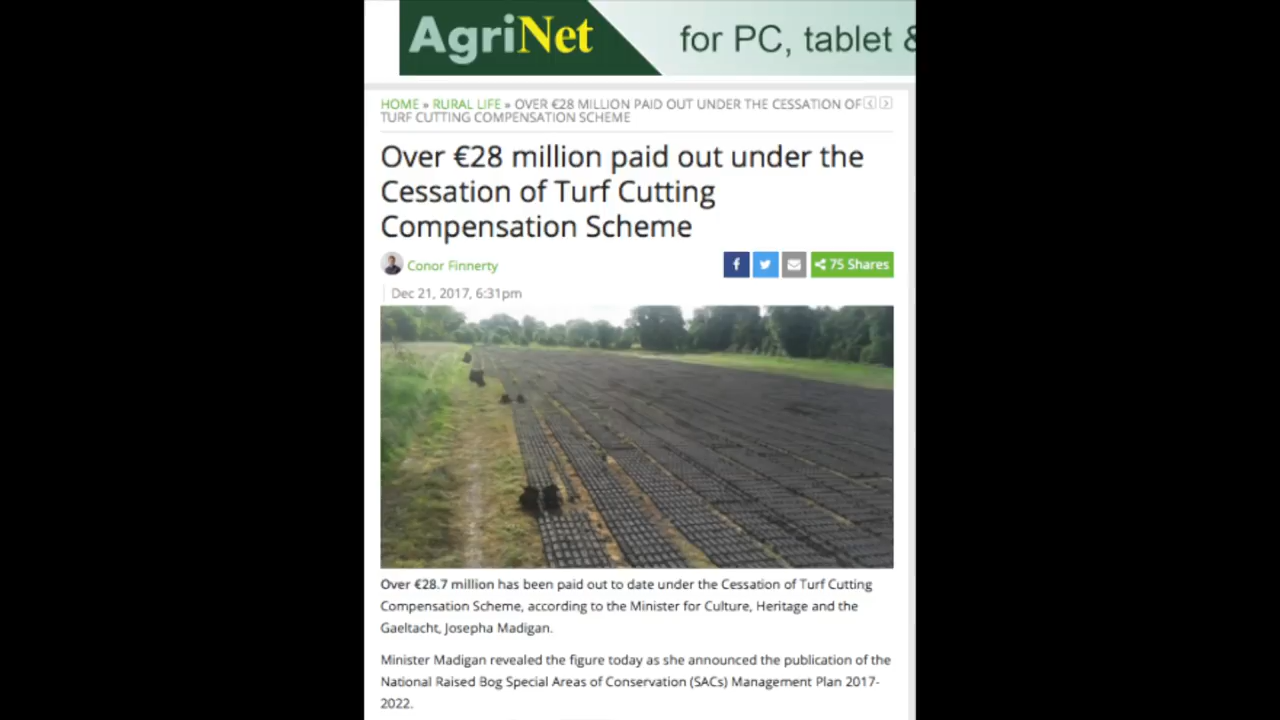 AgriNet
for PC, tablet &
HOME » RURAL LIFE » OVER €28 MILLION PAID OUT UNDER THE CESSATION OF
TURF CUTTING COMPENSATION SCHEME
Over €28 million paid out under the
Cessation of Turf Cutting
Compensation Scheme
Conor Finnerty
75 Shares
Dec 21, 2017, 6:31pm
Over €28.7 million has been paid out to date under the Cessation of Turf Cutting
Compensation Scheme, according to the Minister for Culture, Heritage and the
Gaeltacht, Josepha Madigan.
Minister Madigan revealed the figure today as she announced the publication of the
National Raised Bog Special Areas of Conservation (SACs) Management Plan 2017-
2022.